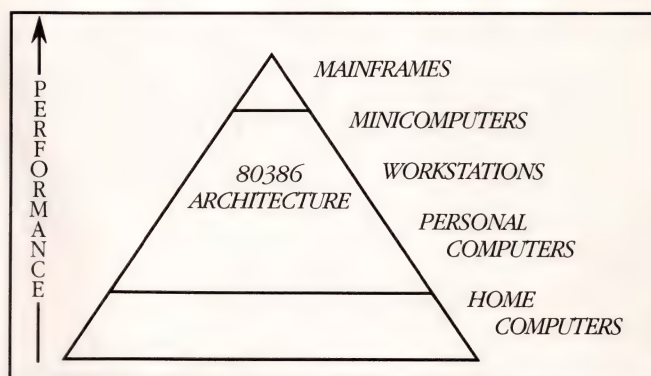 PERFORMANCE
MAINFRAMES
MINICOMPUTERS
80386
ARCHITECTURE
WORKSTATIONS
PERSONAL
COMPUTERS
HOME
COMPUTERS